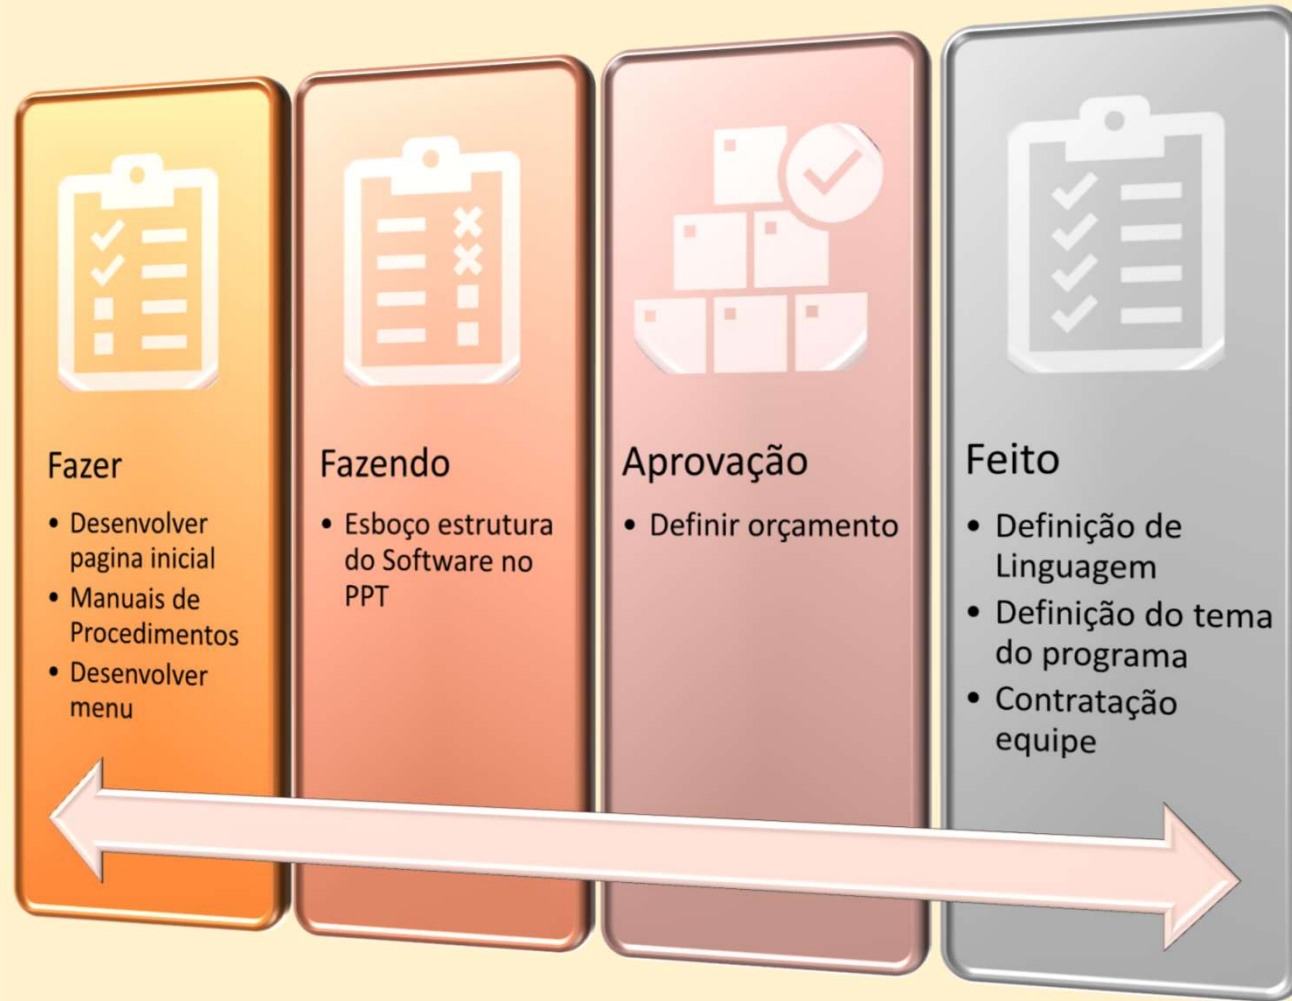 Fazer
• Desenvolver
pagina inicial
• Manuais de
Procedimentos
• Desenvolver
menu
Fazendo
• Esboço estrutura
do Software no
PPT
Aprovação
• Definir orçamento
Feito
• Definição de
Linguagem
• Definição do tema
do programa
• Contratação
equipe